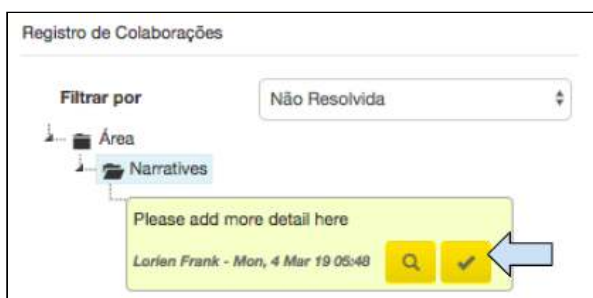 Registro de Colaborações
Filtrar por Não Resolvida
Área
Narratives
Please add more detail here
Lorien Frank - Mon, 4 Mar 19 05:48